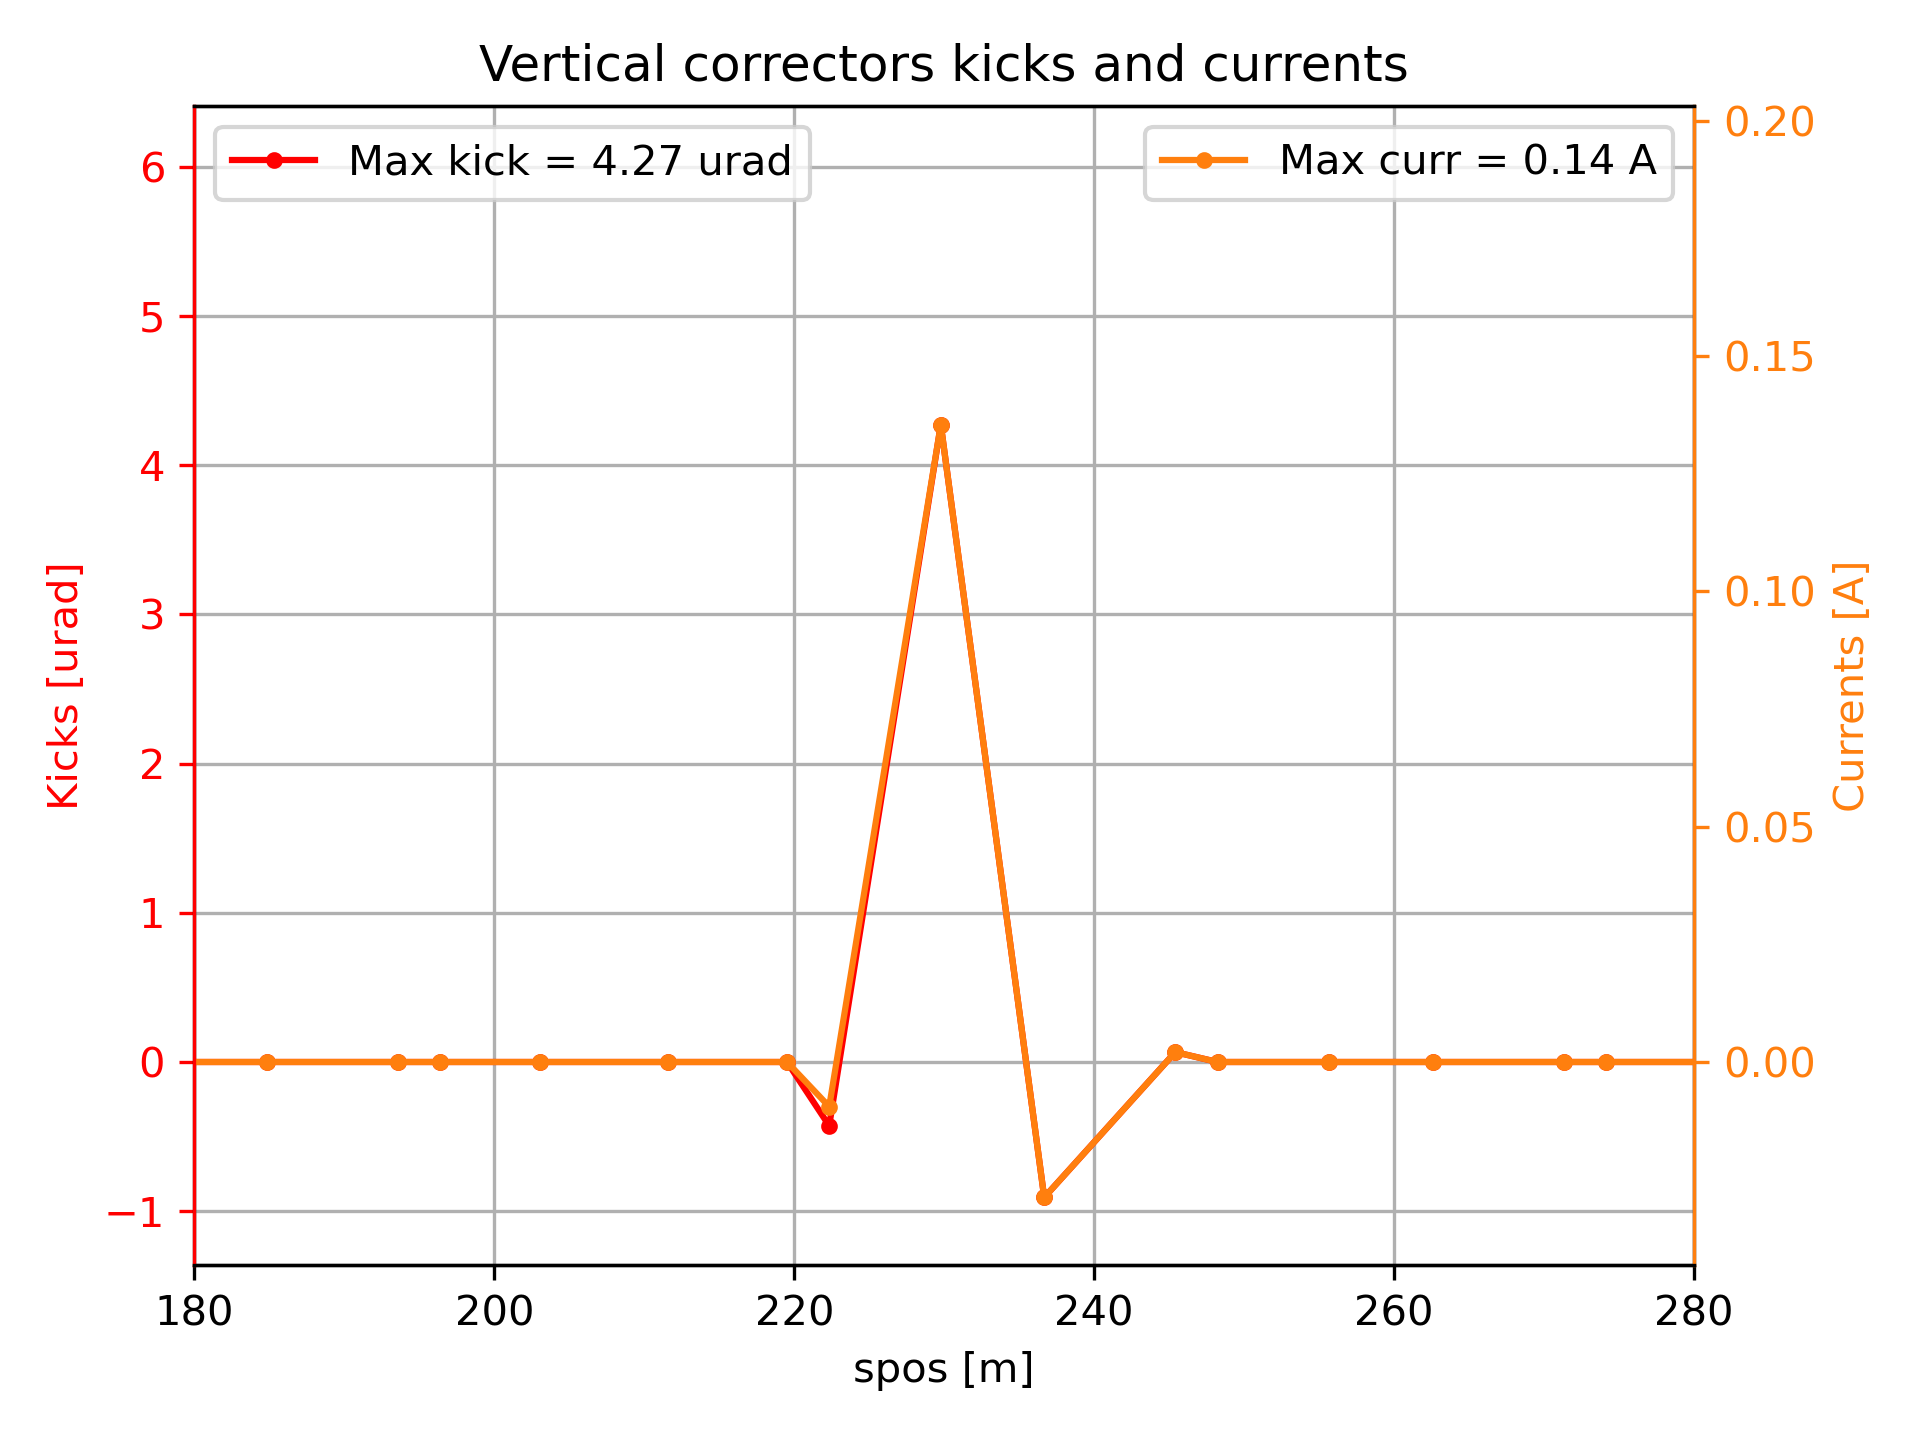 Vertical correctors kicks and currents
Max kick = 4.27 urad
Max curr = 0.14 A
6
5
4
3
2
1
0
−1
Kicks [urad]
0.20
0.15
0.10
0.05
0.00
Currents [A]
180 200 220 240 260 280
spos [m]